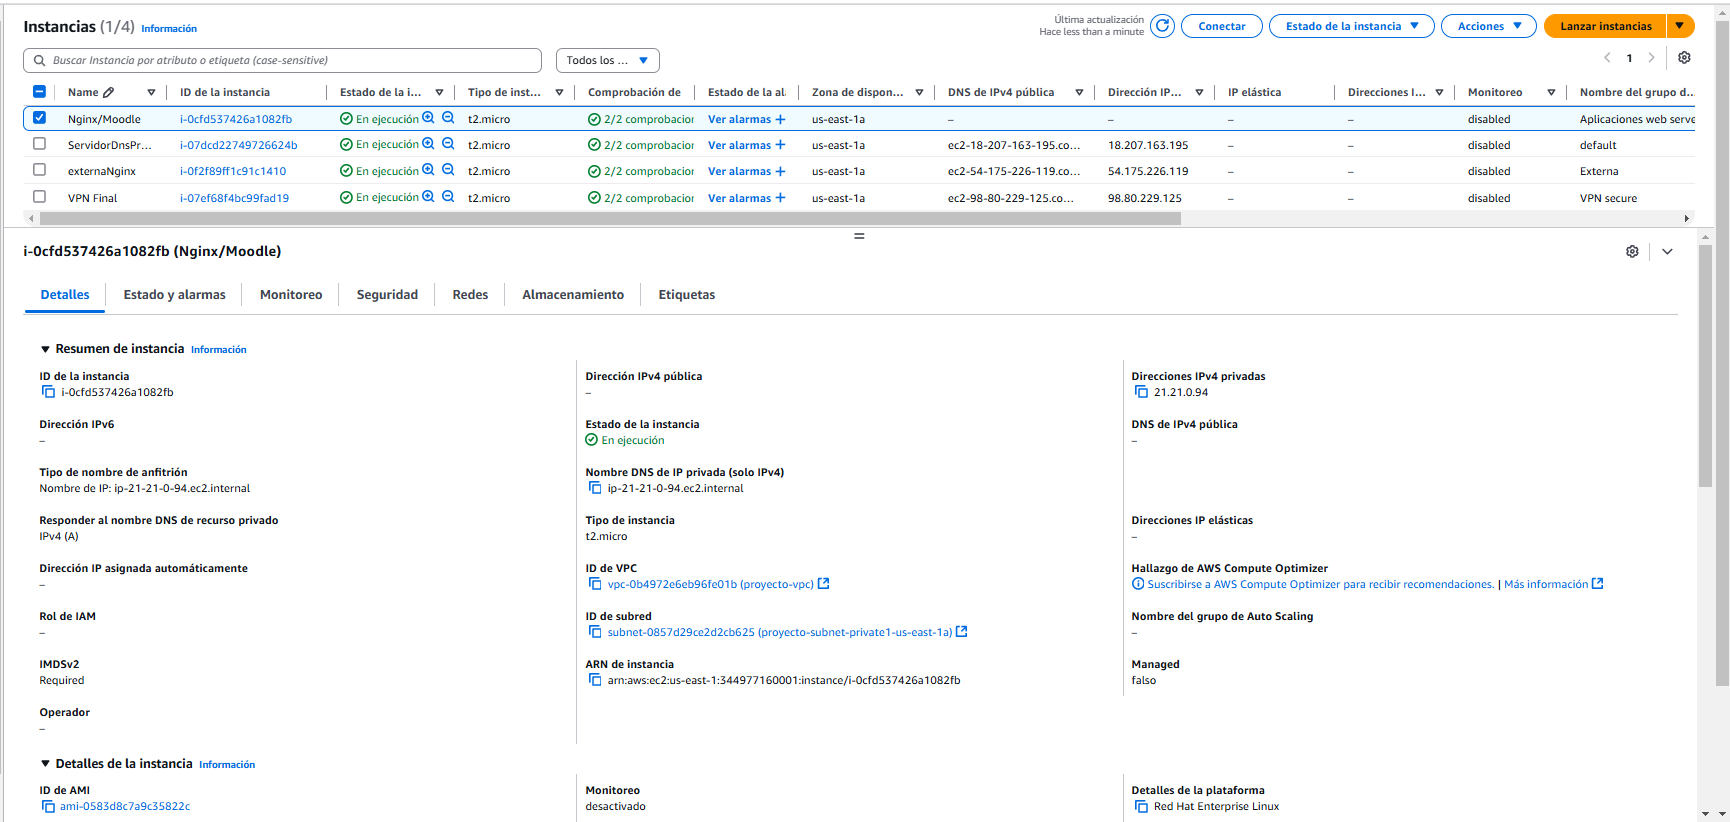 Instancias (1/4) Información
Última actualización
Hace less than a minute
Conectar
Estado de la instancia
Acciones
Lanzar instancias
Buscar Instancia por atributo o etiqueta (case-sensitive)
Todos los ...
1
Name ID de la instancia Estado de la i... Tipo de inst... Comprobación de Estado de la al Zona de dispon... DNS de IPv4 pública Dirección IP... IP elástica Direcciones I... Monitoreo Nombre del grupo d...
Nginx/Moodle i-0cfd537426a1082fb En ejecución t2.micro 2/2 comprobacior Ver alarmas + us-east-1a – – – – disabled Aplicaciones web serve
ServidorDnsPr... i-07dcd22749726624b En ejecución t2.micro 2/2 comprobacior Ver alarmas + us-east-1a ec2-18-207-163-195.co... 18.207.163.195 – – disabled default
externaNginx i-0f2f89ff1c91c1410 En ejecución t2.micro 2/2 comprobacior Ver alarmas + us-east-1a ec2-54-175-226-119.co... 54.175.226.119 – – disabled Externa
VPN Final i-07ef68f4bc99fad19 En ejecución t2.micro 2/2 comprobacior Ver alarmas + us-east-1a ec2-98-80-229-125.co... 98.80.229.125 – – disabled VPN secure
i-0cfd537426a1082fb (Nginx/Moodle)
Detalles Estado y alarmas Monitoreo Seguridad Redes Almacenamiento Etiquetas
Resumen de instancia Información
ID de la instancia
i-0cfd537426a1082fb
Dirección IPv4 pública
–
Direcciones IPv4 privadas
21.21.0.94
Dirección IPv6
–
Estado de la instancia
En ejecución
DNS de IPv4 pública
–
Tipo de nombre de anfitrión
Nombre de IP: ip-21-21-0-94.ec2.internal
Nombre DNS de IP privada (solo IPv4)
ip-21-21-0-94.ec2.internal
Responder al nombre DNS de recurso privado
IPv4 (A)
Tipo de instancia
t2.micro
Direcciones IP elásticas
–
Dirección IP asignada automáticamente
–
ID de VPC
vpc-0b4972e6eb96fe01b (proyecto-vpc)
Hallazgo de AWS Compute Optimizer
Suscribirse a AWS Compute Optimizer para recibir recomendaciones. | Más información
Rol de IAM
–
ID de subred
subnet-0857d29ce2d2cb625 (proyecto-subnet-private1-us-east-1a)
Nombre del grupo de Auto Scaling
–
IMDSv2
Required
ARN de instancia
arn:aws:ec2:us-east-1:344977160001:instance/i-0cfd537426a1082fb
Managed
falso
Operador
–
Detalles de la instancia Información
ID de AMI
ami-0583d8c7a9c35822c
Monitoreo
desactivado
Detalles de la plataforma
Red Hat Enterprise Linux